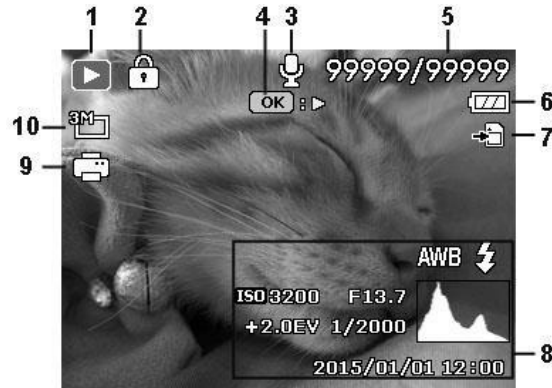 1 2 4 3 5
99999/99999
OK : 6
3M 10 7
9
AWB
ISO 3200 F13.7
+2.0EV 1/2000 8
2015/01/01 12:00